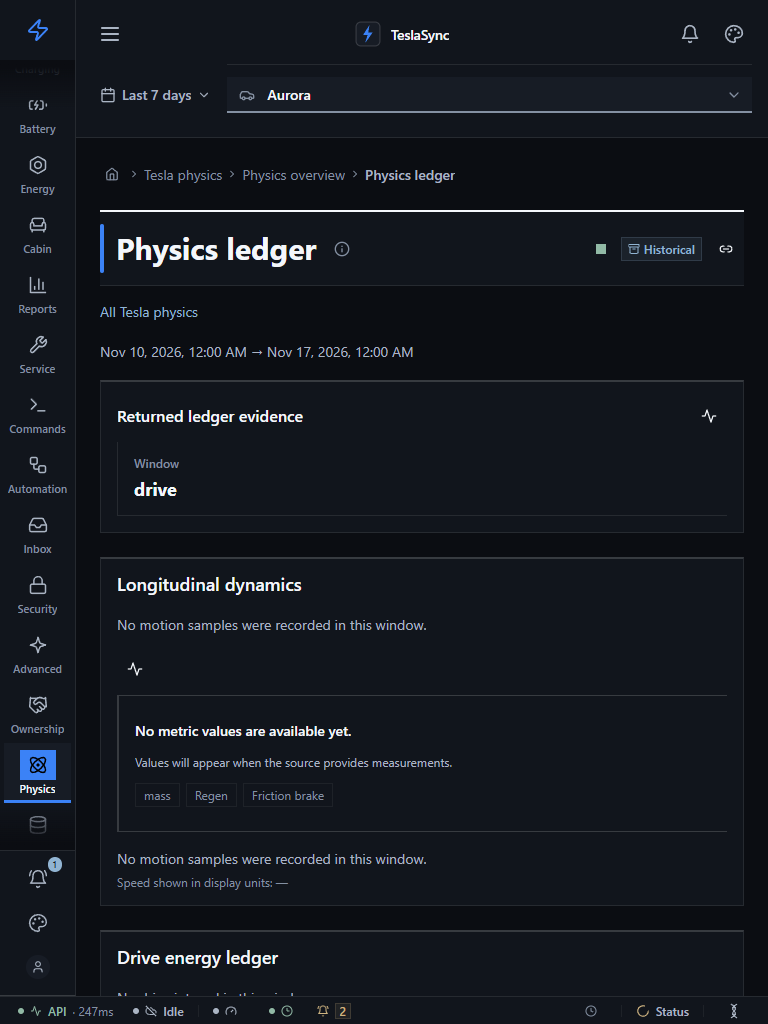 TeslaSync
Last 7 days
Aurora
Battery
Energy
Cabin
Reports
Service
Commands
Automation
Inbox
Security
Advanced
Ownership
Physics
1
Tesla physics > Physics overview > Physics ledger
Physics ledger
Historical
All Tesla physics
Nov 10, 2026, 12:00 AM → Nov 17, 2026, 12:00 AM
Returned ledger evidence
Window
drive
Longitudinal dynamics
No motion samples were recorded in this window.
No metric values are available yet.
Values will appear when the source provides measurements.
mass Regen Friction brake
No motion samples were recorded in this window.
Speed shown in display units: —
Drive energy ledger
API · 247ms Idle 2 Status